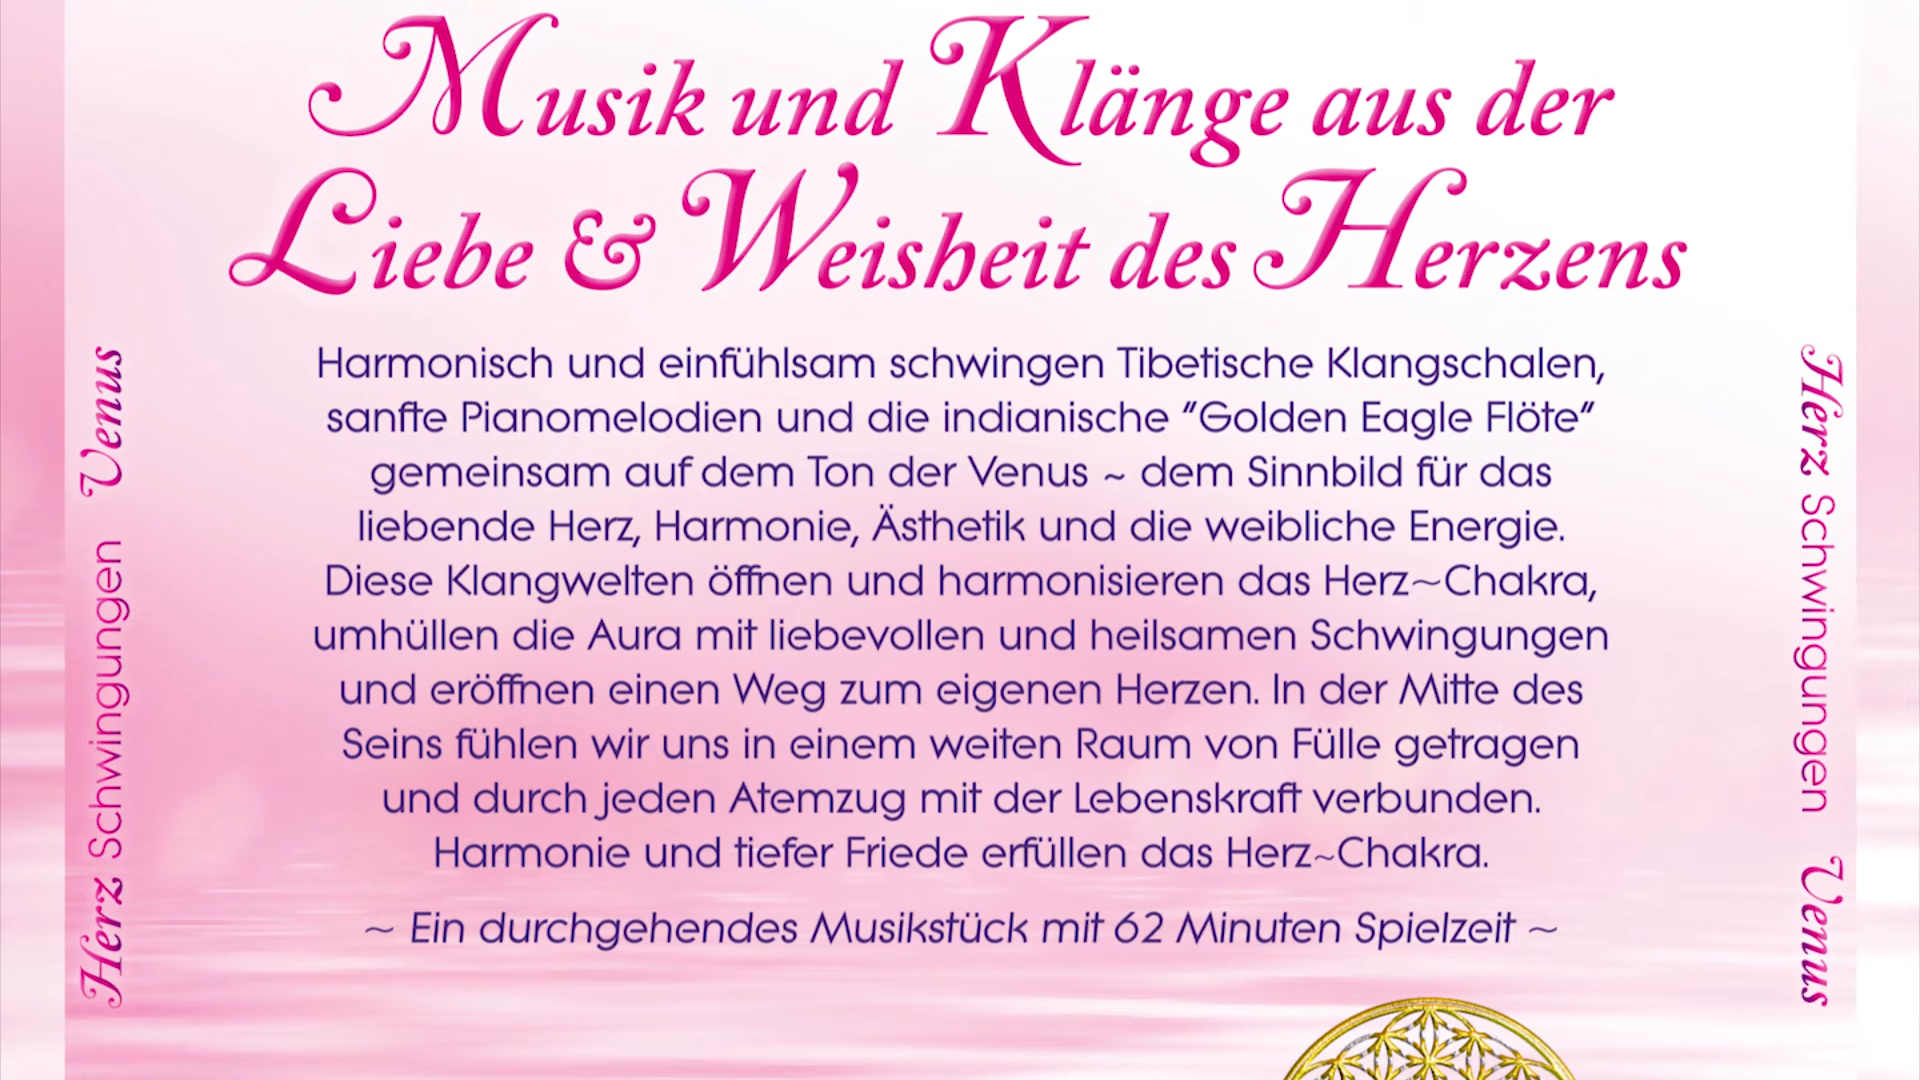 Musik und Klänge aus der
Liebe & Weisheit des Herzens
Harmonisch und einfühlsam schwingen Tibetische Klangschalen,
sanfte Pianomelodien und die indianische "Golden Eagle Flöte"
gemeinsam auf dem Ton der Venus ~ dem Sinnbild für das
liebende Herz, Harmonie, Ästhetik und die weibliche Energie.
Diese Klangwelten öffnen und harmonisieren das Herz~Chakra,
umhüllen die Aura mit liebevollen und heilsamen Schwingungen
und eröffnen einen Weg zum eigenen Herzen. In der Mitte des
Seins fühlen wir uns in einem weiten Raum von Fülle getragen
und durch jeden Atemzug mit der Lebenskraft verbunden.
Harmonie und tiefer Friede erfüllen das Herz~Chakra.
~ Ein durchgehendes Musikstück mit 62 Minuten Spielzeit ~
Herz Schwingungen Venus
Herz Schwingungen Venus